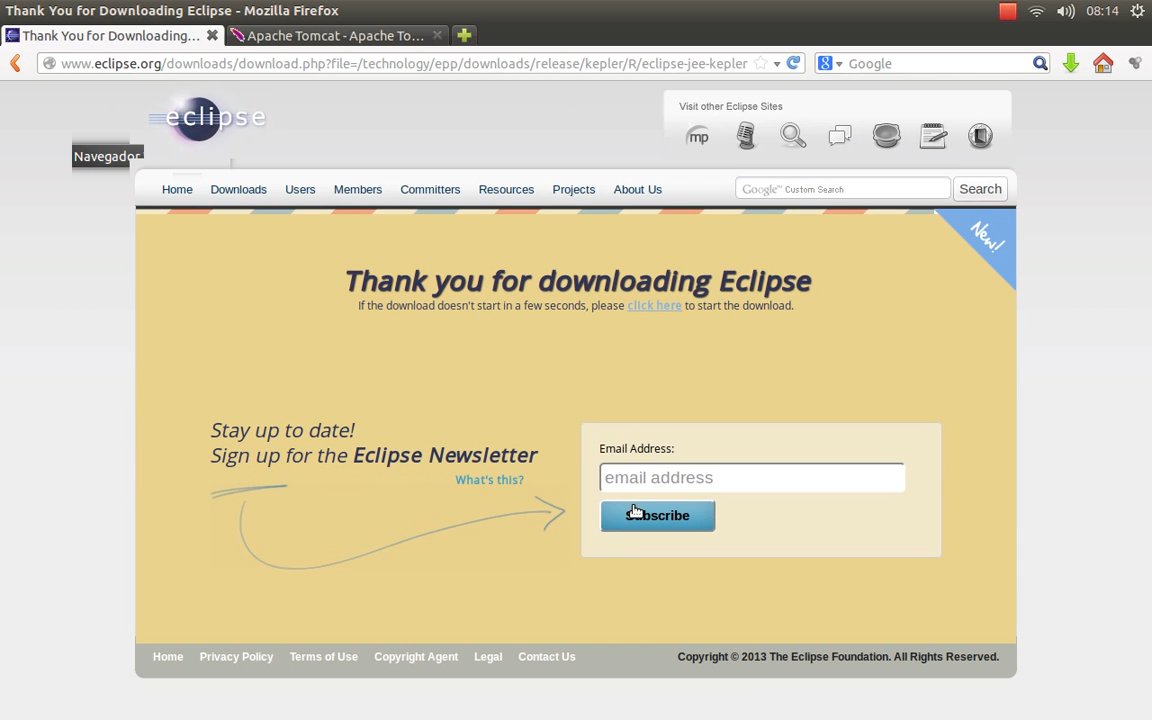 Thank You for Downloading Eclipse - Mozilla Firefox
08:14
Thank You for Downloading...
Apache Tomcat - Apache To...
www.eclipse.org/downloads/download.php?file=/technology/epp/downloads/release/kepler/R/eclipse-jee-kepler
Google
eclipse
Visit other Eclipse Sites
mp
Navegador
Home Downloads Users Members Committers Resources Projects About Us
Google™ Custom Search
Search
New!
Thank you for downloading Eclipse
If the download doesn't start in a few seconds, please click here to start the download.
Stay up to date!
Sign up for the Eclipse Newsletter
What's this?
Email Address:
email address
Subscribe
Home Privacy Policy Terms of Use Copyright Agent Legal Contact Us
Copyright © 2013 The Eclipse Foundation. All Rights Reserved.